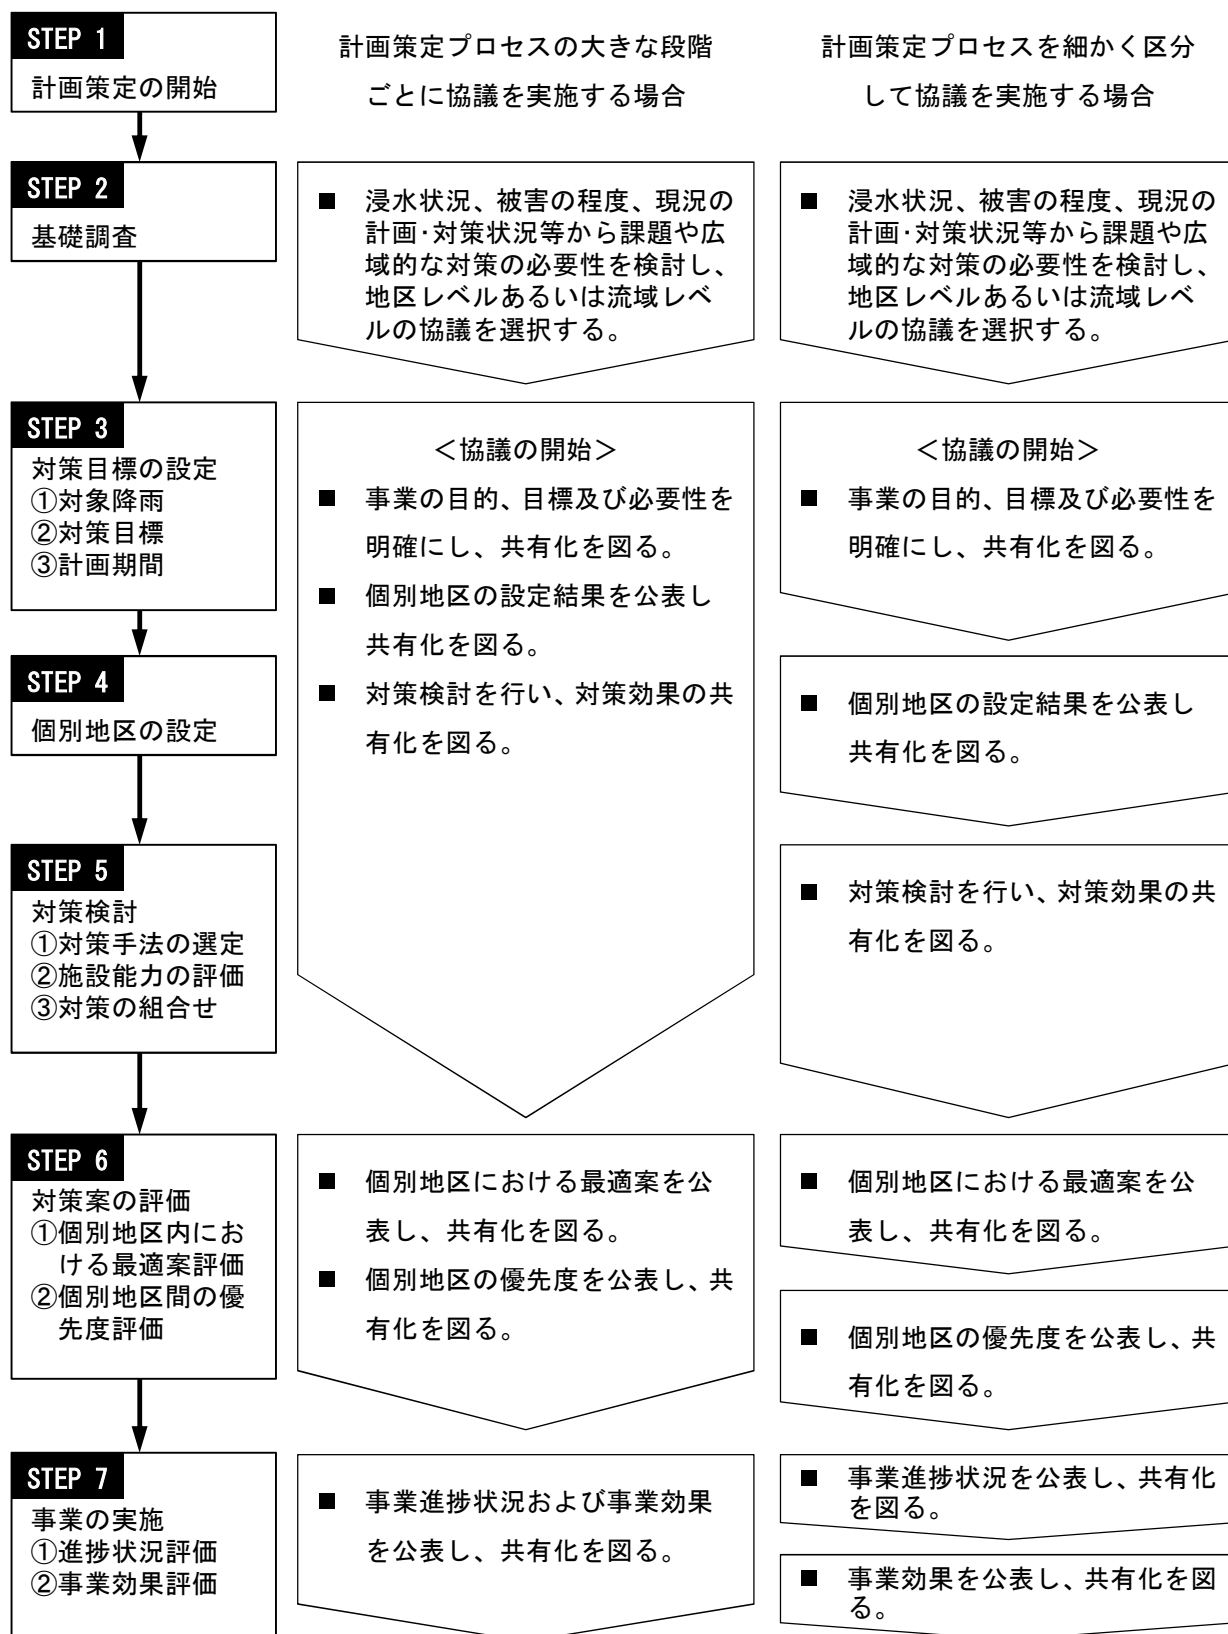 STEP 1
計画策定の開始
計画策定プロセスの大きな段階
ごとに協議を実施する場合
計画策定プロセスを細かく区分
して協議を実施する場合
STEP 2
基礎調査
■ 浸水状況、被害の程度、現況の
計画･対策状況等から課題や広
域的な対策の必要性を検討し、
地区レベルあるいは流域レベ
ルの協議を選択する。
■ 浸水状況、被害の程度、現況の
計画･対策状況等から課題や広
域的な対策の必要性を検討し、
地区レベルあるいは流域レベ
ルの協議を選択する。
STEP 3
対策目標の設定
①対象降雨
②対策目標
③計画期間
＜協議の開始＞
■ 事業の目的、目標及び必要性を
明確にし、共有化を図る。
■ 個別地区の設定結果を公表し
共有化を図る。
■ 対策検討を行い、対策効果の共
有化を図る。
＜協議の開始＞
■ 事業の目的、目標及び必要性を
明確にし、共有化を図る。
STEP 4
個別地区の設定
■ 個別地区の設定結果を公表し
共有化を図る。
STEP 5
対策検討
①対策手法の選定
②施設能力の評価
③対策の組合せ
■ 対策検討を行い、対策効果の共
有化を図る。
STEP 6
対策案の評価
①個別地区内にお
ける最適案評価
②個別地区間の優
先度評価
■ 個別地区における最適案を公
表し、共有化を図る。
■ 個別地区の優先度を公表し、共
有化を図る。
■ 個別地区における最適案を公
表し、共有化を図る。
■ 個別地区の優先度を公表し、共
有化を図る。
STEP 7
事業の実施
①進捗状況評価
②事業効果評価
■ 事業進捗状況および事業効果
を公表し、共有化を図る。
■ 事業進捗状況を公表し、共有化
を図る。
■ 事業効果を公表し、共有化を図
る。